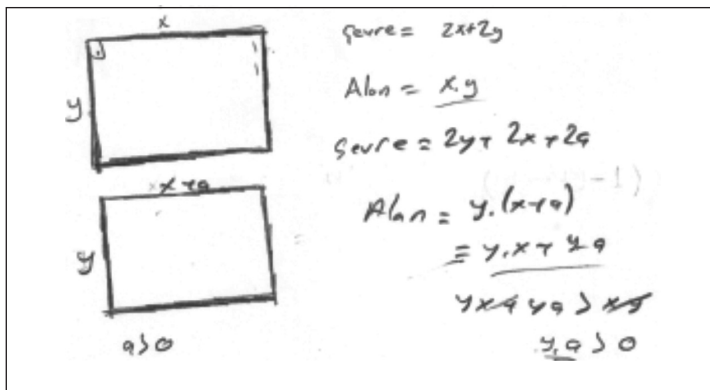 x
y
Çevre = 2x+2y
Alan = x.y
Çevre = 2y+ 2x+2a
x+a
y
Alan = y.(x+a)
= y.x+ y.a
yx+ ya > xy
y.a > 0
a>0